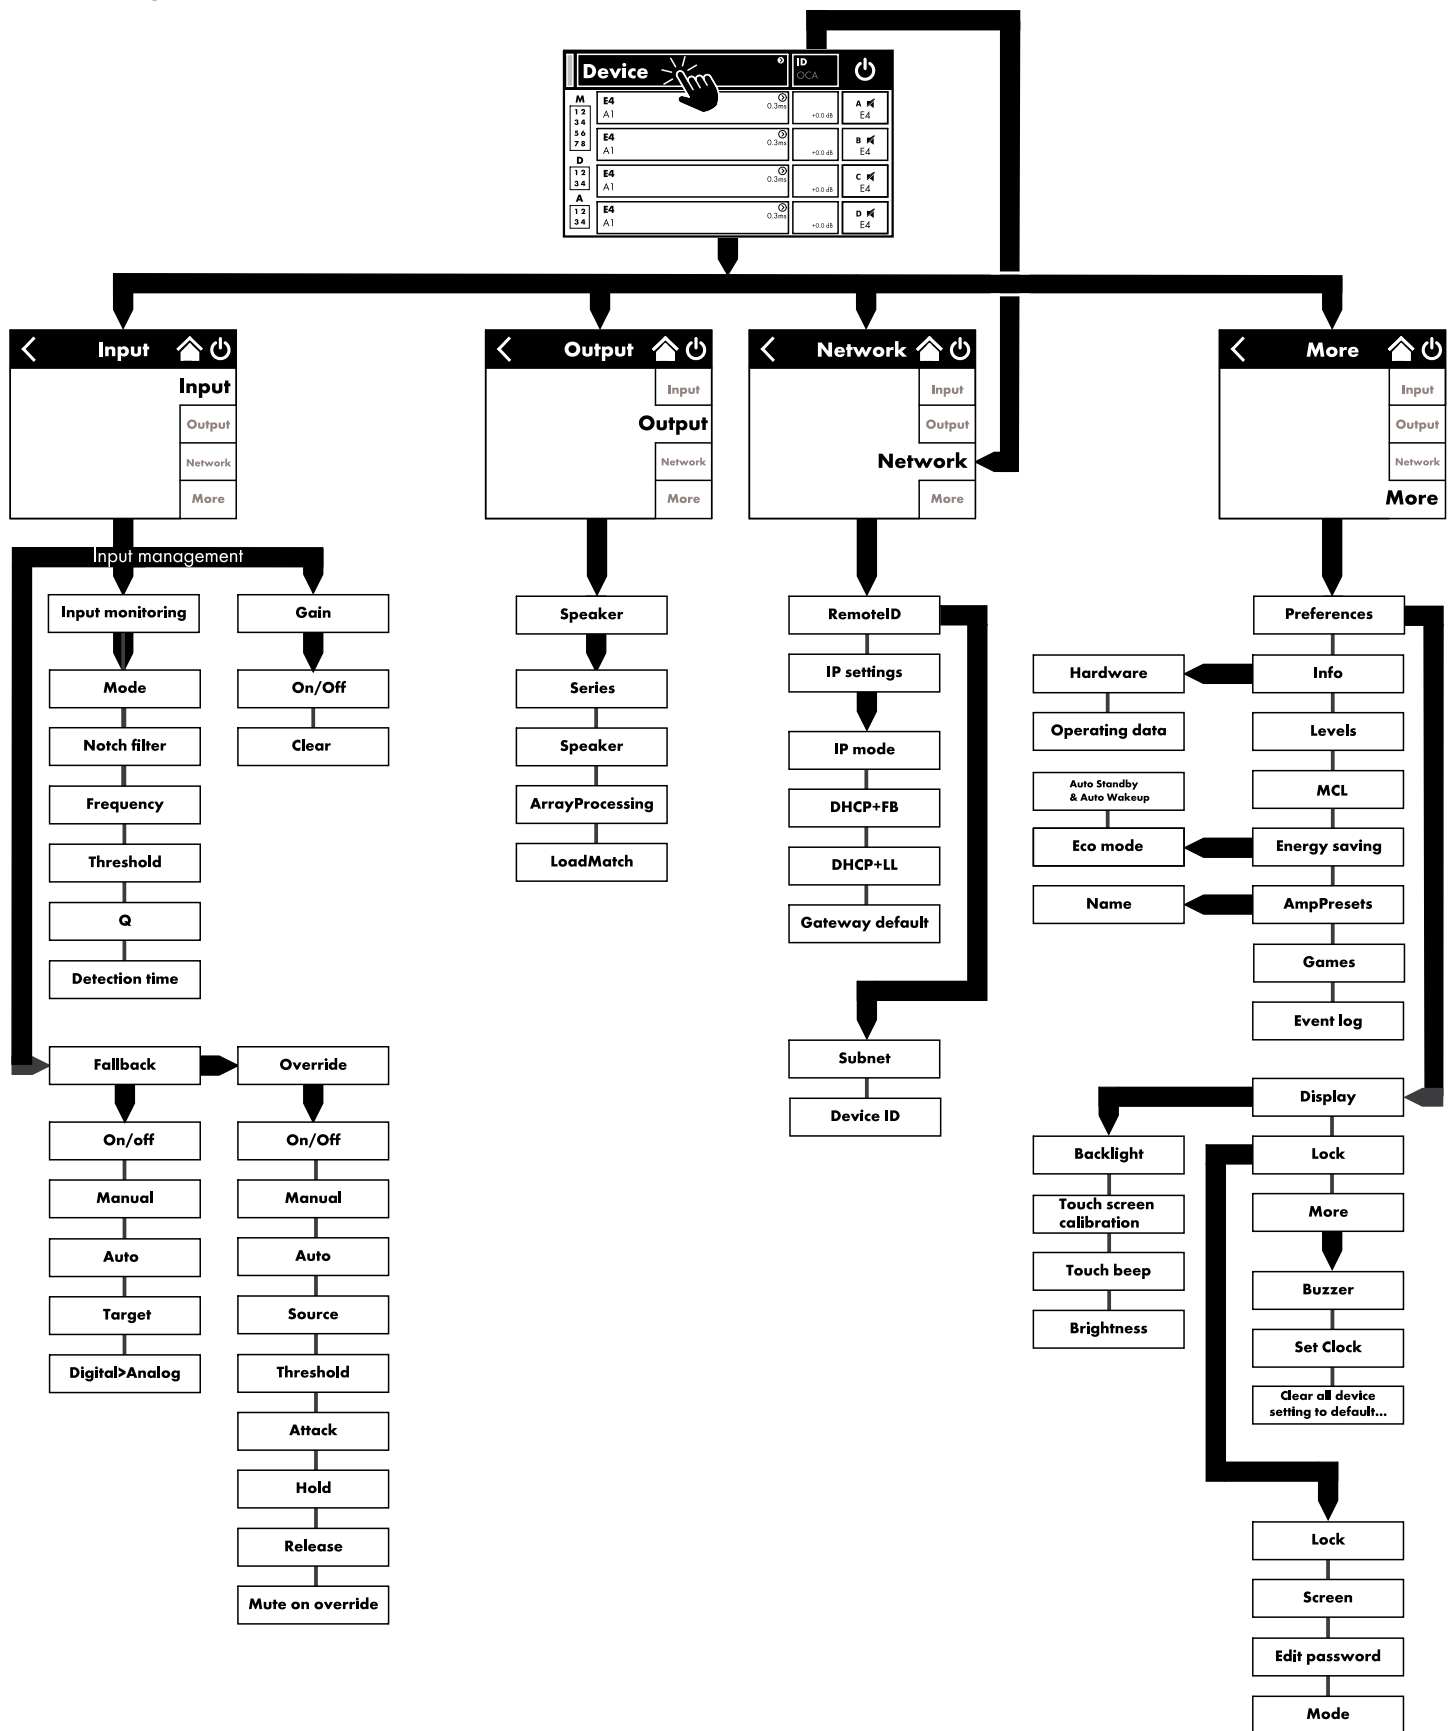 Device
ID
OCA
M
1 2
3 4
5 6
7 8
D
1 2
3 4
A
1 2
3 4
E4
A1
0.3ms
+0.0 dB
A
E4
E4
A1
0.3ms
+0.0 dB
B
E4
E4
A1
0.3ms
+0.0 dB
C
E4
E4
A1
0.3ms
+0.0 dB
D
E4
Input
Input
Output
Network
More
Output
Input
Output
Network
More
Network
Input
Output
Network
More
More
Input
Output
Network
More
Input management
Input monitoring
Mode
Notch filter
Frequency
Threshold
Q
Detection time
Gain
On/Off
Clear
Fallback
On/off
Manual
Auto
Target
Digital>Analog
Override
On/Off
Manual
Auto
Source
Threshold
Attack
Hold
Release
Mute on override
Speaker
Series
Speaker
ArrayProcessing
LoadMatch
RemoteID
IP settings
IP mode
DHCP+FB
DHCP+LL
Gateway default
Subnet
Device ID
Preferences
Info
Levels
MCL
Energy saving
AmpPresets
Games
Event log
Hardware
Operating data
Auto Standby
& Auto Wakeup
Eco mode
Name
Display
Lock
More
Buzzer
Set Clock
Clear all device
setting to default...
Backlight
Touch screen
calibration
Touch beep
Brightness
Lock
Screen
Edit password
Mode